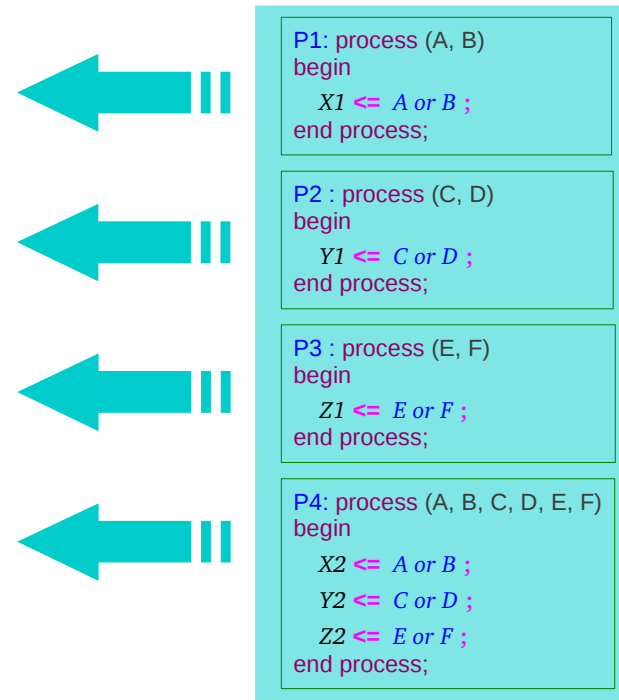 P1: process (A, B)
begin
X1 <= A or B ;
end process;
P2 : process (C, D)
begin
Y1 <= C or D ;
end process;
P3 : process (E, F)
begin
Z1 <= E or F ;
end process;
P4: process (A, B, C, D, E, F)
begin
X2 <= A or B ;
Y2 <= C or D ;
Z2 <= E or F ;
end process;